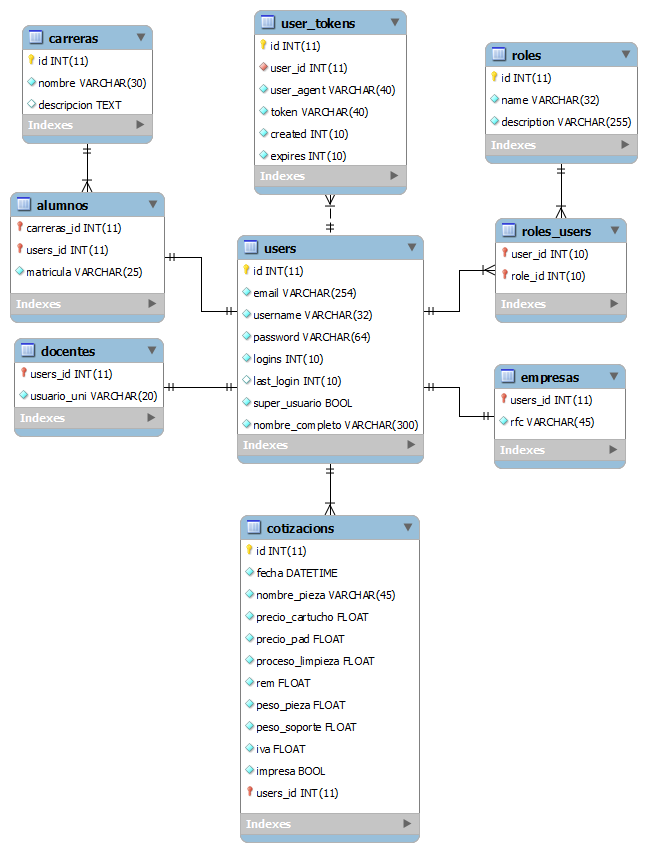 carreras
id INT(11)
nombre VARCHAR(30)
descripcion TEXT
Indexes
user_tokens
id INT(11)
user_id INT(11)
user_agent VARCHAR(40)
token VARCHAR(40)
created INT(10)
expires INT(10)
Indexes
roles
id INT(11)
name VARCHAR(32)
description VARCHAR(255)
Indexes
alumnos
carreras_id INT(11)
users_id INT(11)
matricula VARCHAR(25)
Indexes
users
id INT(11)
email VARCHAR(254)
username VARCHAR(32)
password VARCHAR(64)
logins INT(10)
last_login INT(10)
super_usuario BOOL
nombre_completo VARCHAR(300)
Indexes
roles_users
user_id INT(10)
role_id INT(10)
Indexes
docentes
users_id INT(11)
usuario_uni VARCHAR(20)
Indexes
empresas
users_id INT(11)
rfc VARCHAR(45)
Indexes
cotizacions
id INT(11)
fecha DATETIME
nombre_pieza VARCHAR(45)
precio_cartucho FLOAT
precio_pad FLOAT
proceso_limpieza FLOAT
rem FLOAT
peso_pieza FLOAT
peso_soporte FLOAT
iva FLOAT
impresa BOOL
users_id INT(11)
Indexes